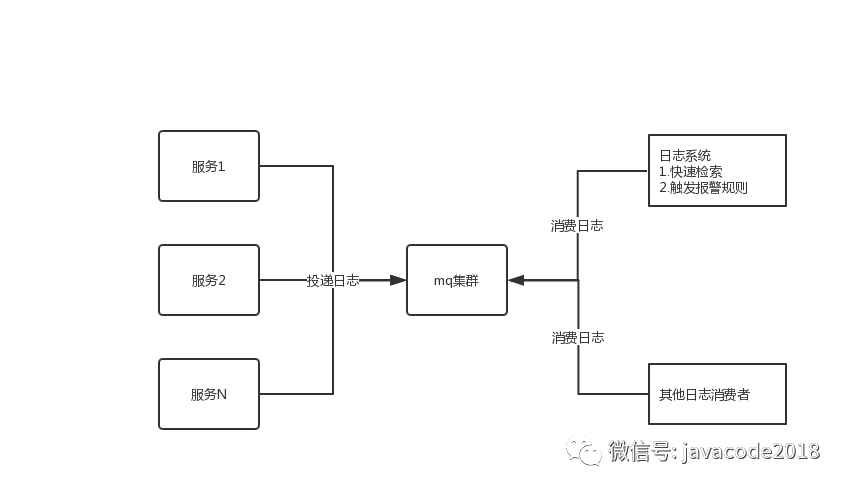 服务1
服务2
服务N
投递日志
mq集群
消费日志
消费日志
日志系统
1.快速检索
2.触发报警规则
其他日志消费者
微信号: javacode2018